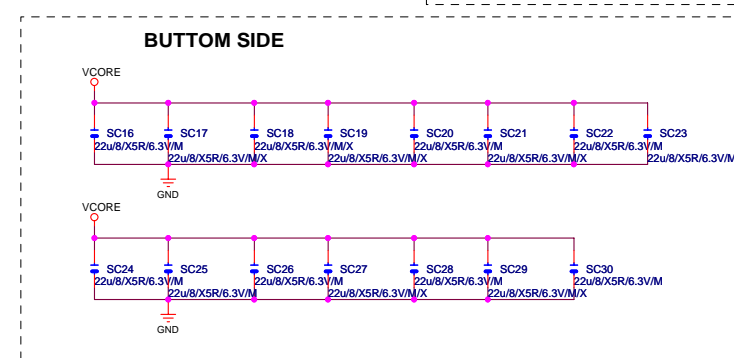 BUTTOM SIDE
VCORE
SC16 SC17 SC18 SC19 SC20 SC21 SC22 SC23
22u/8/X5R/6.3V/M 22u/8/X5R/6.3V/M/X 22u/8/X5R/6.3V/M 22u/8/X5R/6.3V/M
22u/8/X5R/6.3V/M/X 22u/8/X5R/6.3V/M/X 22u/8/X5R/6.3V/M/X 22u/8/X5R/6.3V/M
GND
VCORE
SC24 SC25 SC26 SC27 SC28 SC29 SC30
22u/8/X5R/6.3V/M 22u/8/X5R/6.3V/M 22u/8/X5R/6.3V/M 22u/8/X5R/6.3V/M
22u/8/X5R/6.3V/M 22u/8/X5R/6.3V/M/X 22u/8/X5R/6.3V/M/X
GND